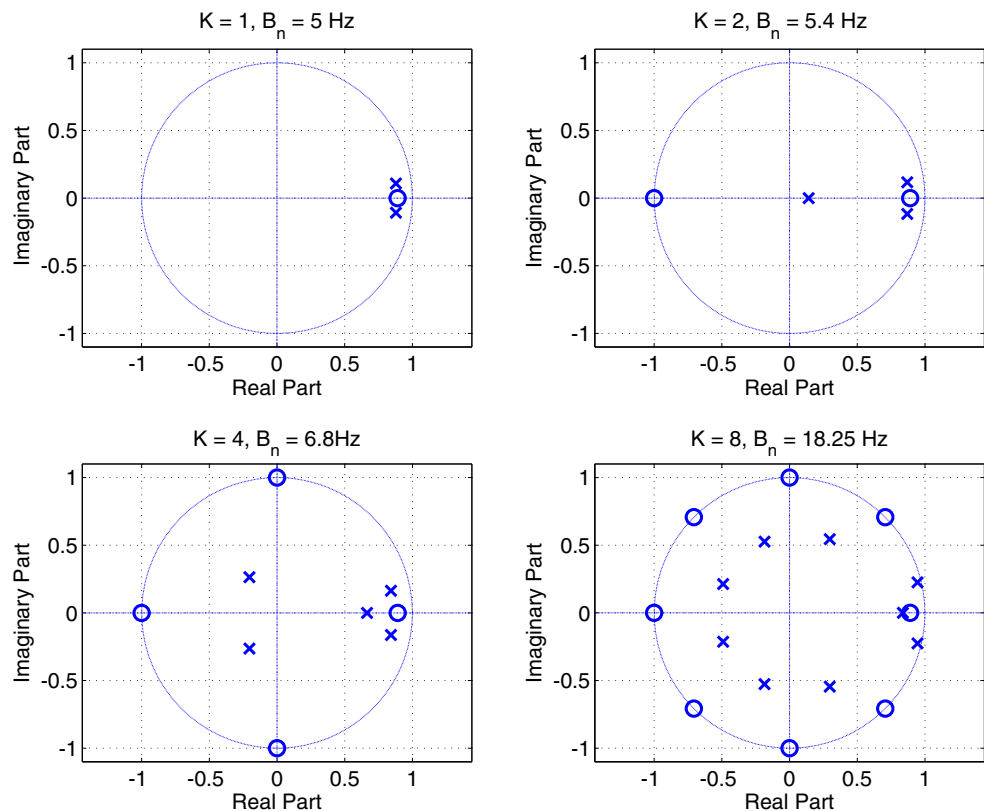 K = 1, B_n = 5 Hz
1
0.5
0
-0.5
-1
Imaginary Part
-1 -0.5 0 0.5 1
Real Part
K = 2, B_n = 5.4 Hz
1
0.5
0
-0.5
-1
Imaginary Part
-1 -0.5 0 0.5 1
Real Part
K = 4, B_n = 6.8Hz
1
0.5
0
-0.5
-1
Imaginary Part
-1 -0.5 0 0.5 1
Real Part
K = 8, B_n = 18.25 Hz
1
0.5
0
-0.5
-1
Imaginary Part
-1 -0.5 0 0.5 1
Real Part